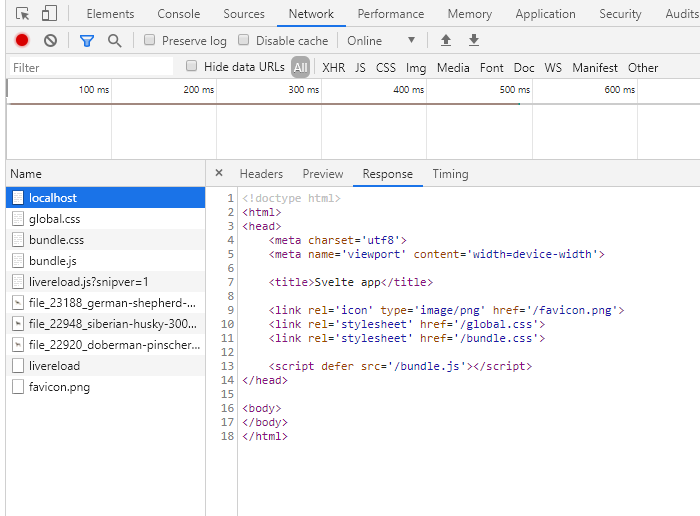 Elements Console Sources Network Performance Memory Application Security Audits
Preserve log Disable cache Online
Filter Hide data URLs All XHR JS CSS Img Media Font Doc WS Manifest Other
100 ms 200 ms 300 ms 400 ms 500 ms 600 ms
Name
localhost
global.css
bundle.css
bundle.js
livereload.js?snipver=1
file_23188_german-shepherd-...
file_22948_siberian-husky-300...
file_22920_doberman-pinscher...
livereload
favicon.png
× Headers Preview Response Timing
1 <!doctype html>
2 <html>
3 <head>
4 <meta charset='utf8'>
5 <meta name='viewport' content='width=device-width'>
6
7 <title>Svelte app</title>
8
9 <link rel='icon' type='image/png' href='/favicon.png'>
10 <link rel='stylesheet' href='/global.css'>
11 <link rel='stylesheet' href='/bundle.css'>
12
13 <script defer src='/bundle.js'></script>
14 </head>
15
16 <body>
17 </body>
18 </html>